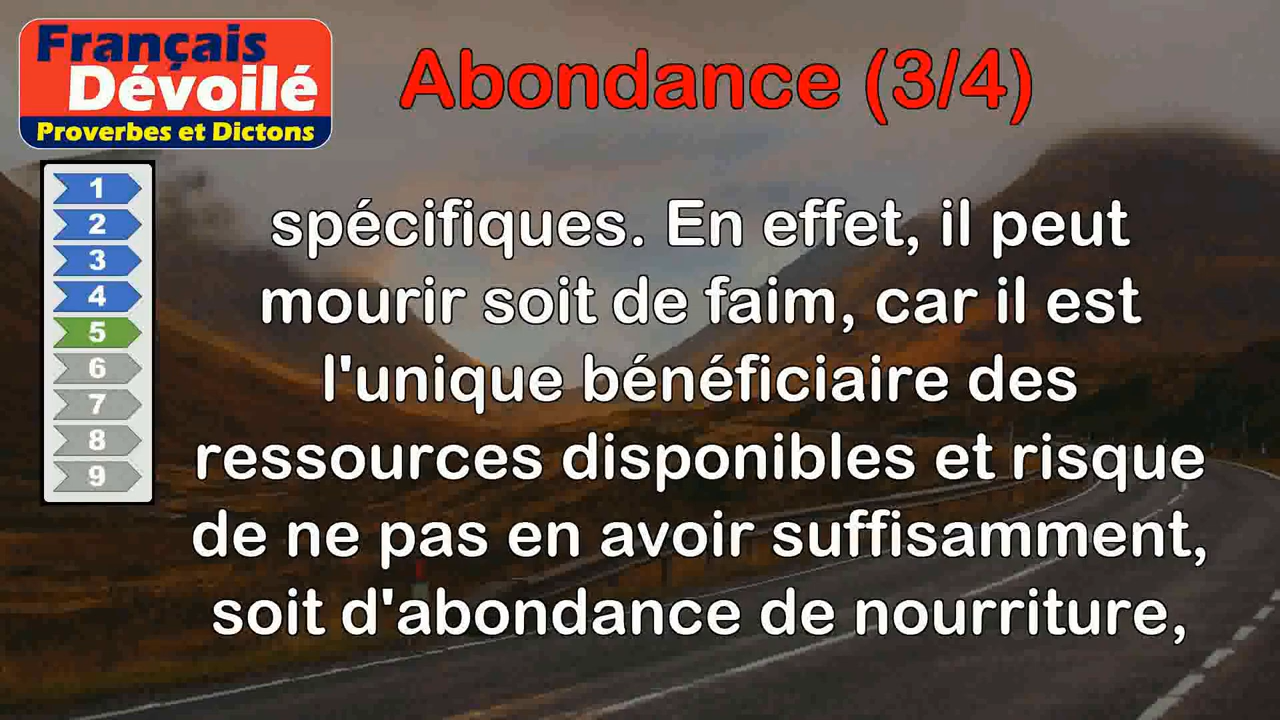 Français
Dévoilé
Proverbes et Dictons
Abondance (3/4)
1
2
3
4
5
6
7
8
9
spécifiques. En effet, il peut
mourir soit de faim, car il est
l'unique bénéficiaire des
ressources disponibles et risque
de ne pas en avoir suffisamment,
soit d'abondance de nourriture,